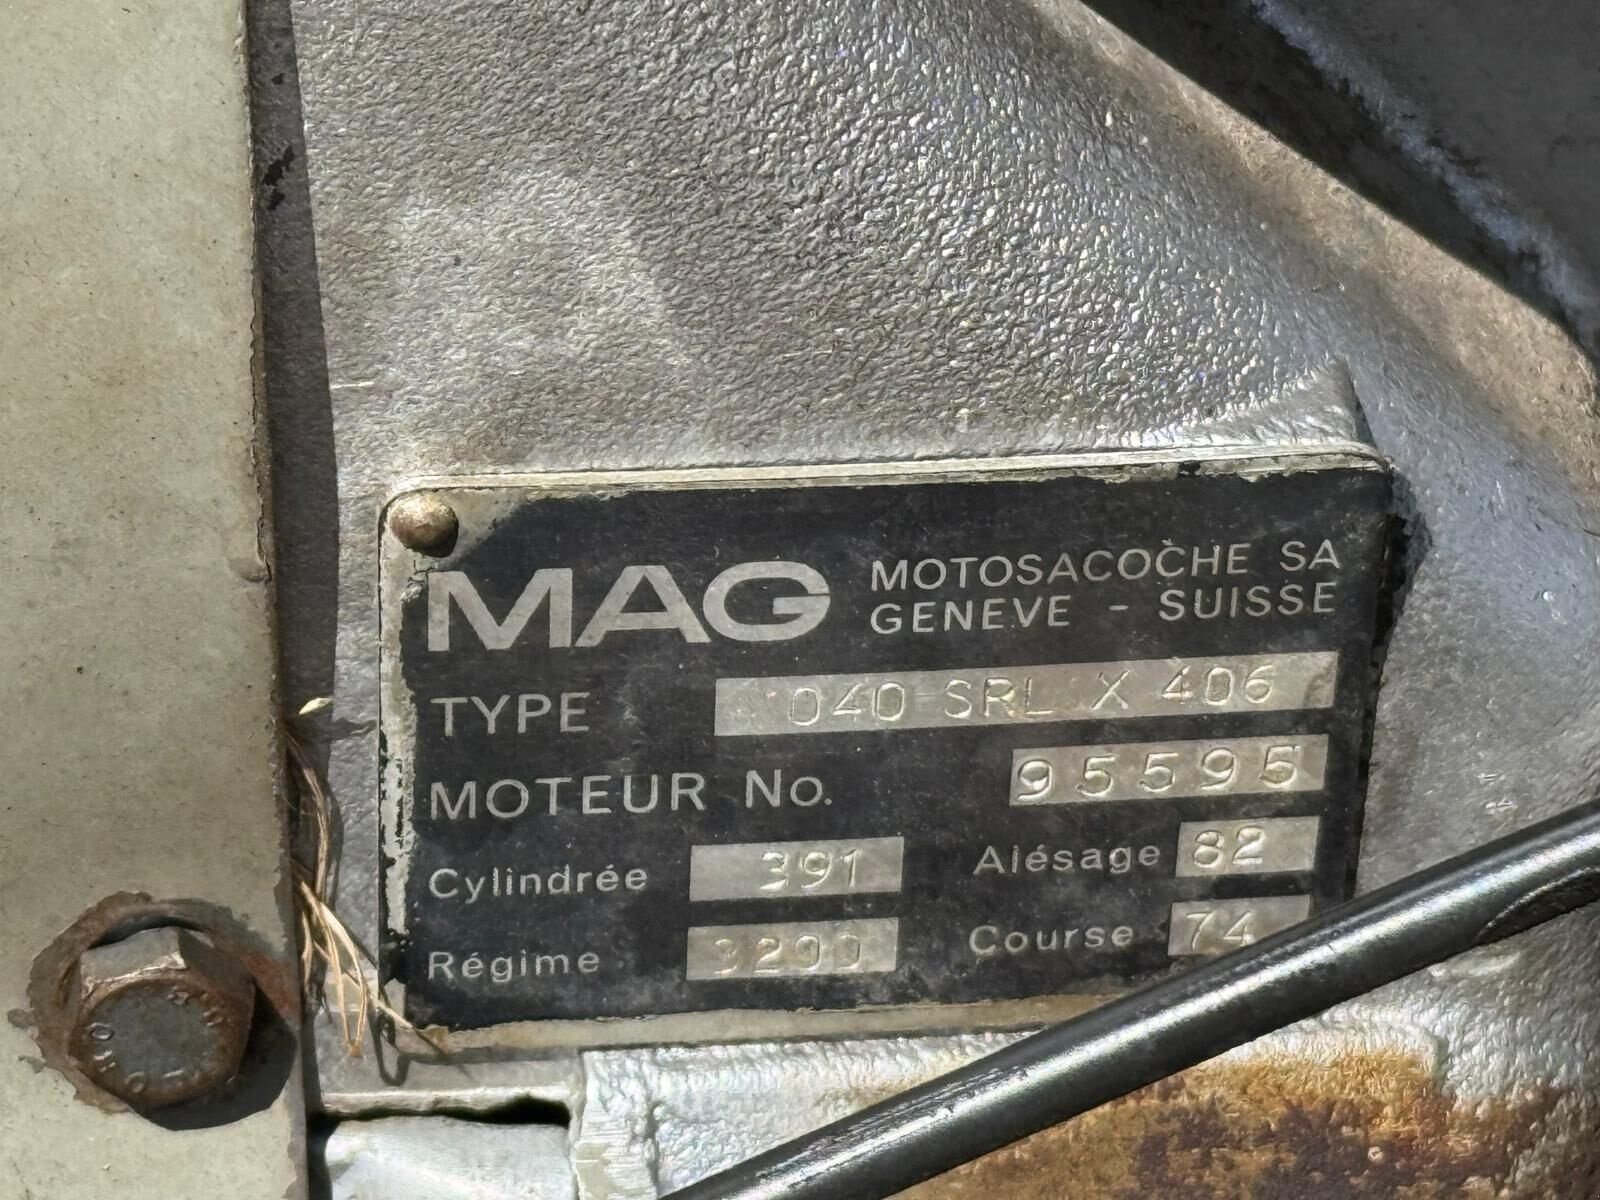 MAG
MOTOSACOCHE SA
GENEVE - SUISSE
TYPE 040-SRL X 406
MOTEUR No. 95595
Cylindrée 391 Alésage 82
Régime Course 74